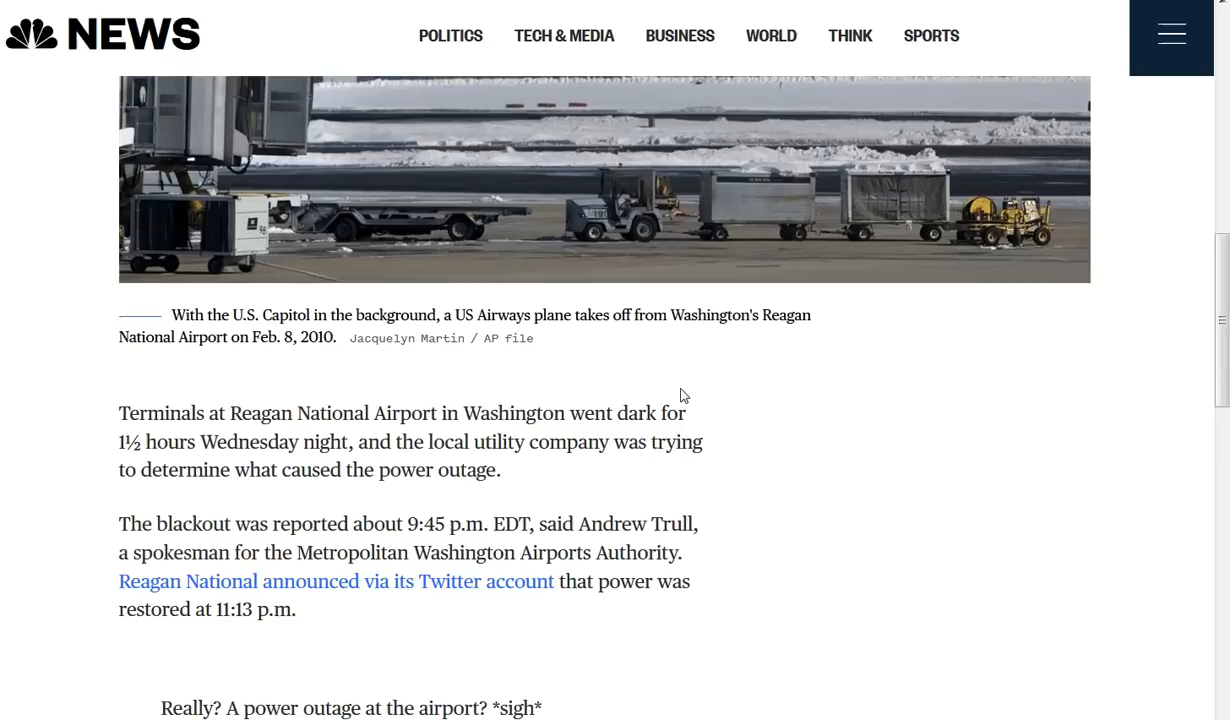 NEWS
POLITICS TECH & MEDIA BUSINESS WORLD THINK SPORTS
190
98
With the U.S. Capitol in the background, a US Airways plane takes off from Washington's Reagan
National Airport on Feb. 8, 2010. Jacquelyn Martin / AP file
Terminals at Reagan National Airport in Washington went dark for
1½ hours Wednesday night, and the local utility company was trying
to determine what caused the power outage.
The blackout was reported about 9:45 p.m. EDT, said Andrew Trull,
a spokesman for the Metropolitan Washington Airports Authority.
Reagan National announced via its Twitter account that power was
restored at 11:13 p.m.
Really? A power outage at the airport? *sigh*